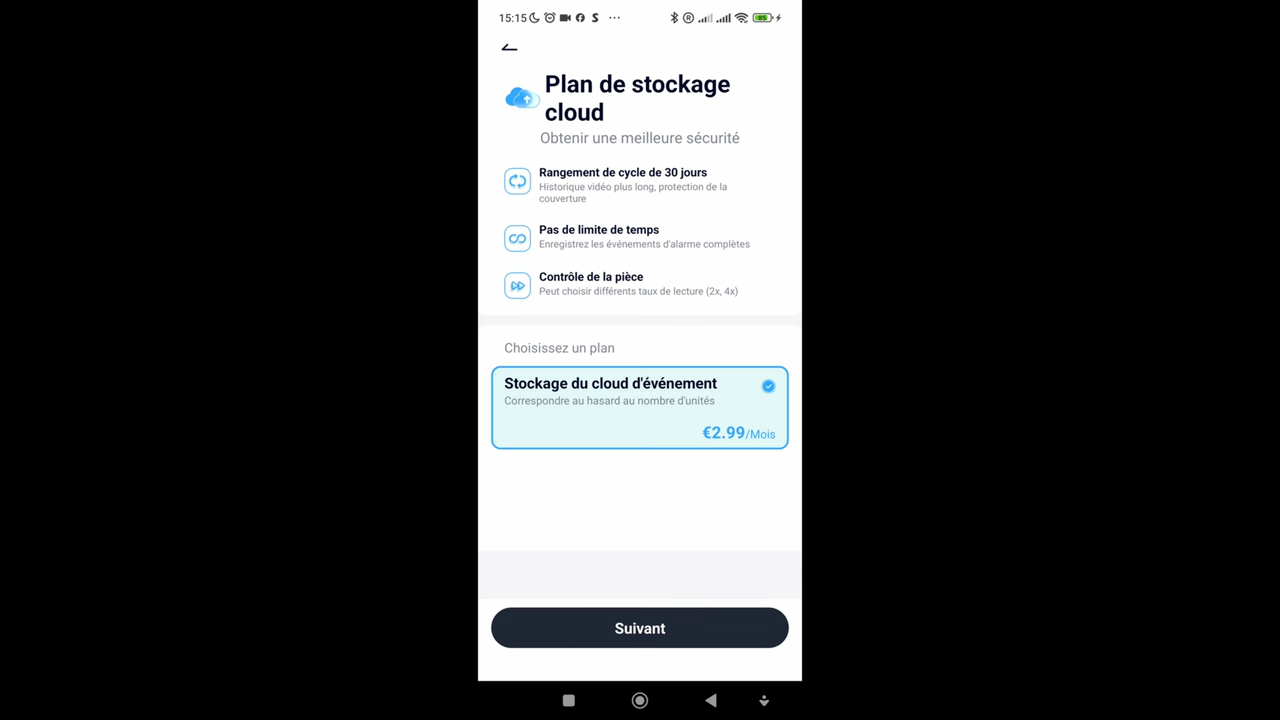 15:15
85
Plan de stockage
cloud
Obtenir une meilleure sécurité
Rangement de cycle de 30 jours
Historique vidéo plus long, protection de la
couverture
Pas de limite de temps
Enregistrez les événements d'alarme complètes
Contrôle de la pièce
Peut choisir différents taux de lecture (2x, 4x)
Choisissez un plan
Stockage du cloud d'événement
Correspondre au hasard au nombre d'unités
€2.99/Mois
Suivant